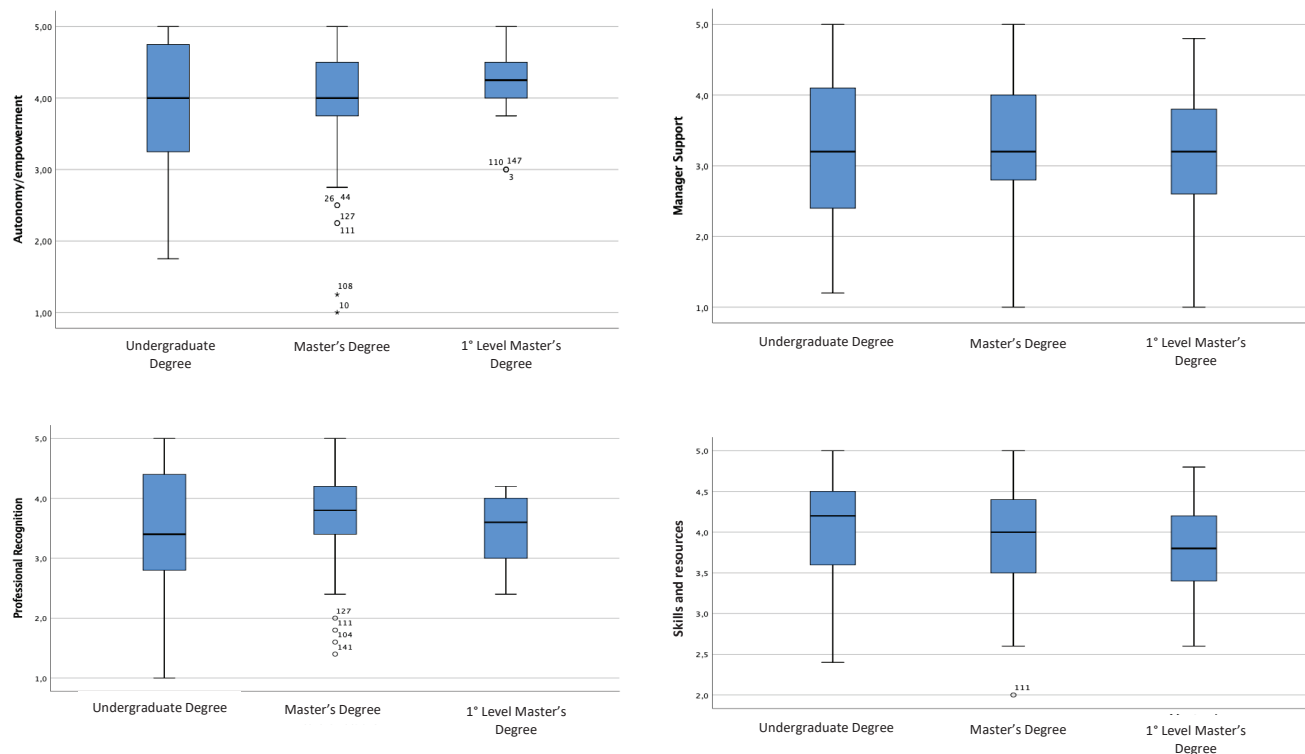 Autonomy/empowerment
5,00
4,00
3,00
2,00
1,00
26 44
127
111
108
10
110 147
3
Undergraduate
Degree
Master's Degree
1° Level Master's
Degree
Manager Support
5,0
4,0
3,0
2,0
1,0
Undergraduate Degree
Master's Degree
1° Level Master's
Degree
Professional Recognition
5,0
4,0
3,0
2,0
1,0
127
111
104
141
Undergraduate Degree
Master's Degree
1° Level Master's
Degree
Skills and resources
5,0
4,5
4,0
3,5
3,0
2,5
2,0
111
Undergraduate Degree
Master's Degree
1° Level Master's
Degree